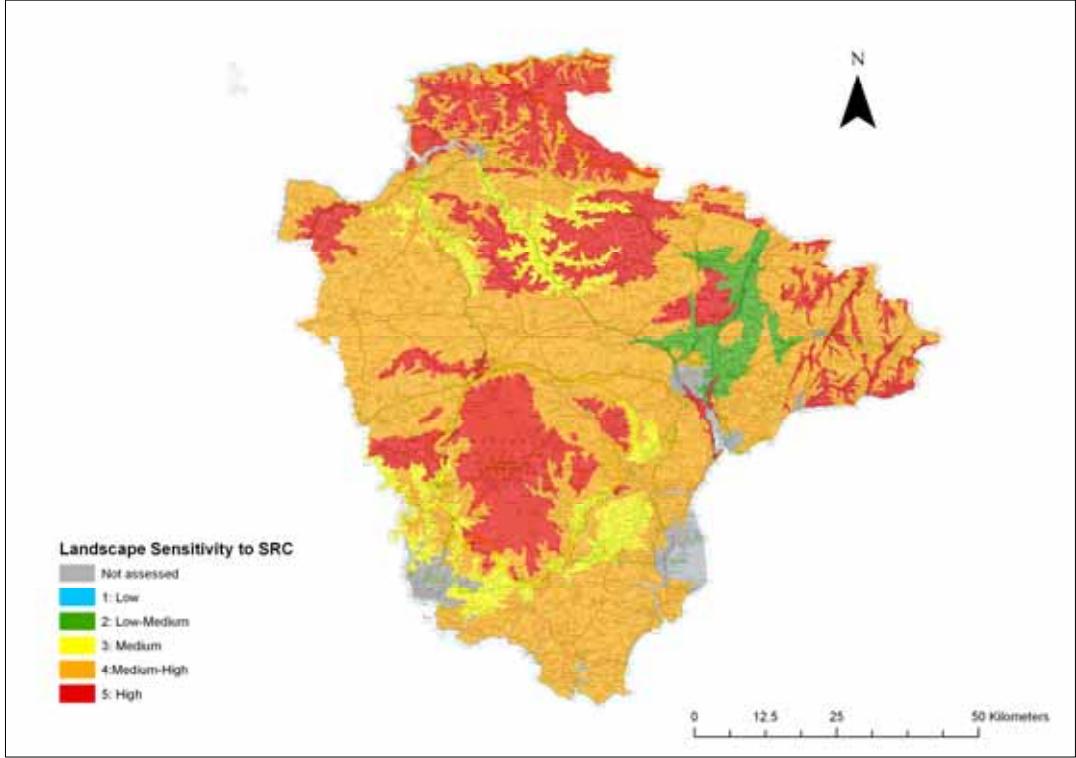 N
Landscape Sensitivity to SRC
Not assessed
1: Low
2: Low-Medium
3: Medium
4:Medium-High
5: High
0 12.5 25 50 Kilometers